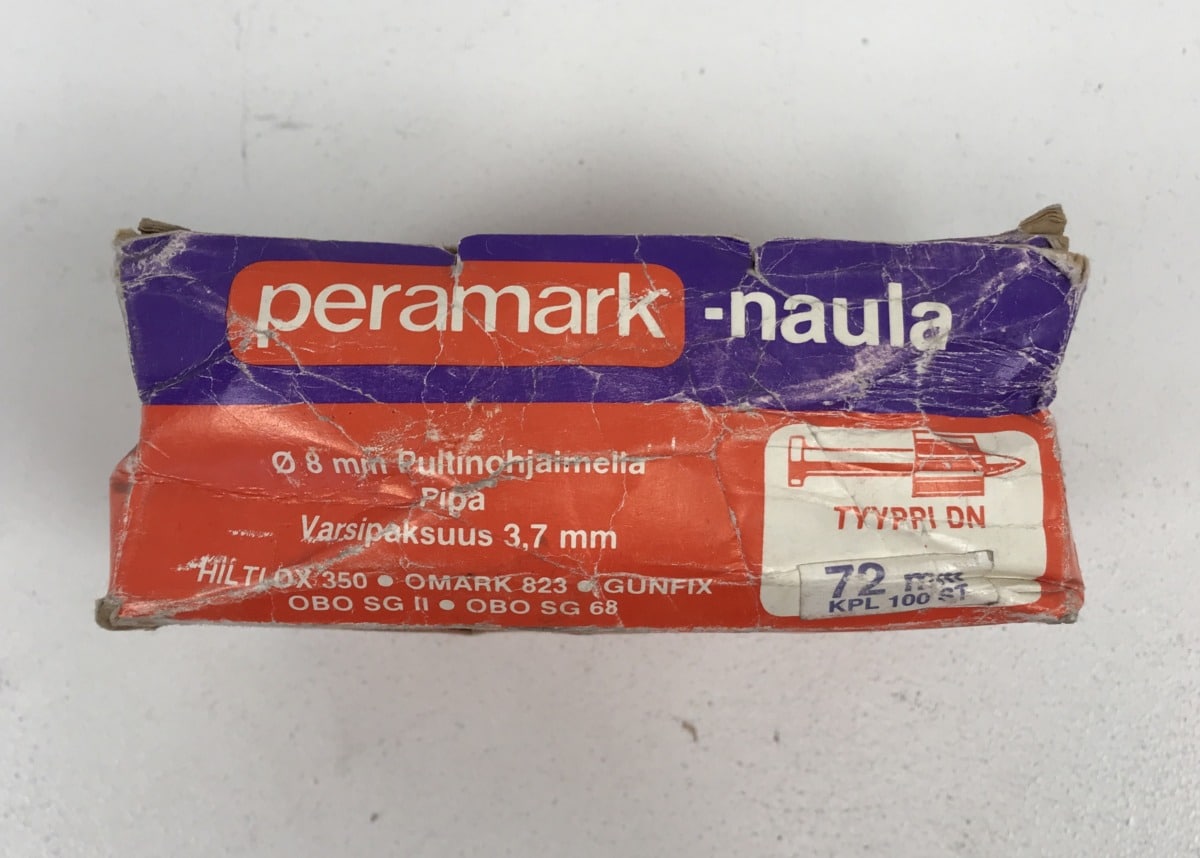 peramark -naula
Ø 8 mm Pultinohjaimella
Pipa
Varsipaksuus 3,7 mm
HILTI DX 350 • OMARK 823 • GUNFIX
OBO SG II • OBO SG 68
TYYPPI DN
72 mm
KPL 100 ST